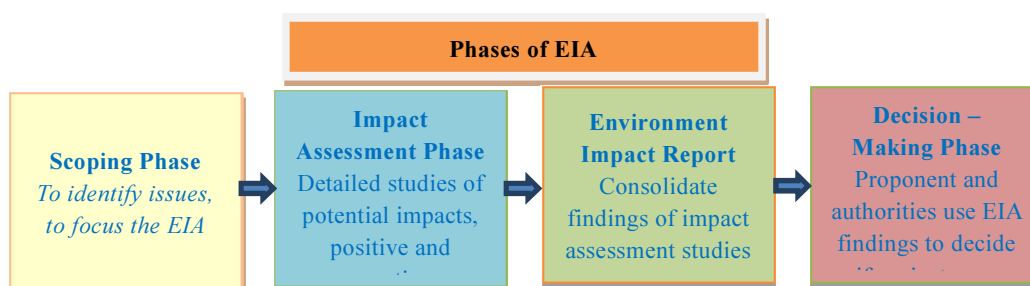 Phases of EIA
Scoping Phase
To identify issues,
to focus the EIA
Impact
Assessment Phase
Detailed studies of
potential impacts,
positive and
Environment
Impact Report
Consolidate
findings of impact
assessment studies
Decision –
Making Phase
Proponent and
authorities use EIA
findings to decide